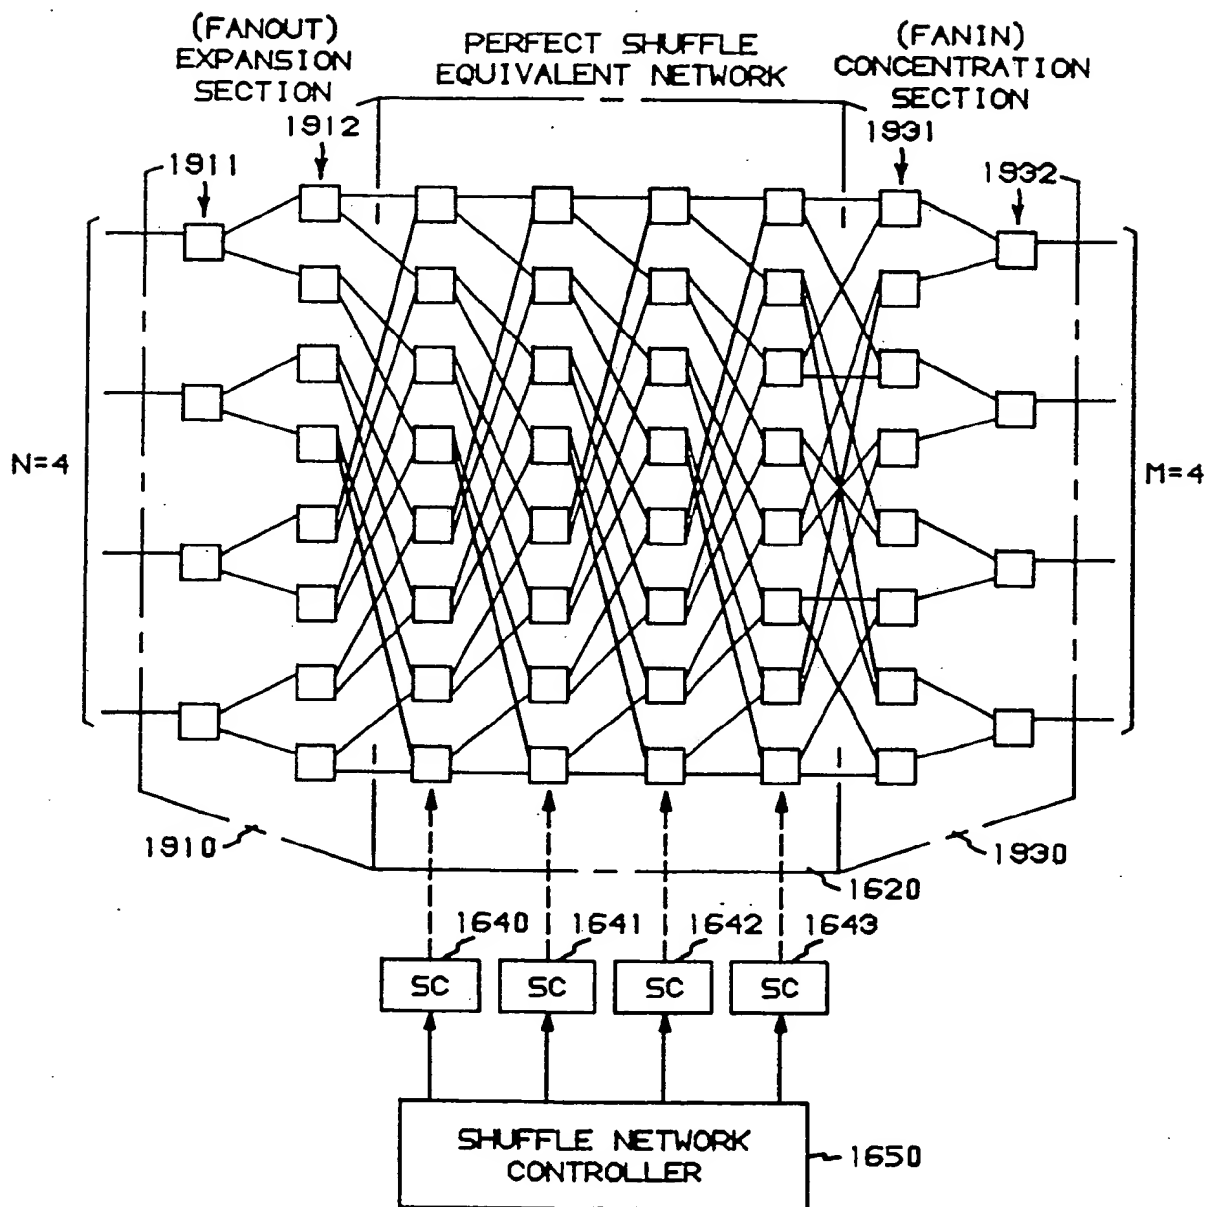 (FANOUT)
EXPANSION
SECTION
PERFECT SHUFFLE
EQUIVALENT NETWORK
(FANIN)
CONCENTRATION
SECTION
1911
1912
1931
1932
N=4
M=4
1910
1930
1620
1640
1641
1642
1643
SC
SC
SC
SC
SHUFFLE NETWORK
CONTROLLER
1650